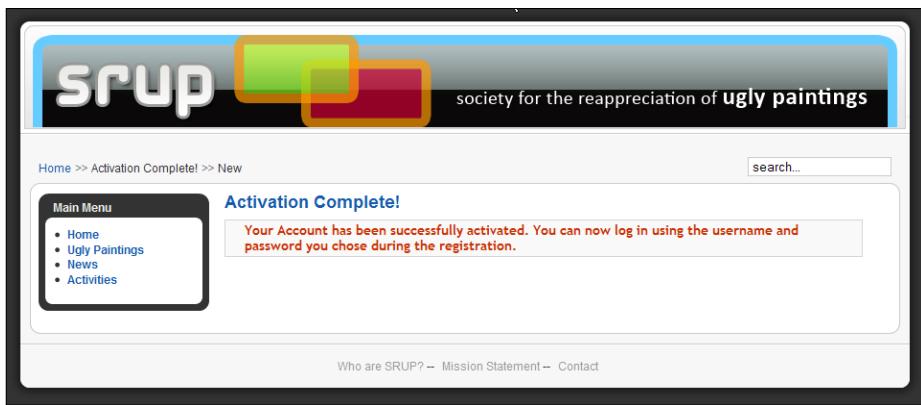 srup
society for the reappreciation of ugly paintings
Home >> Activation Complete! >> New
search...
Main Menu
Home
Ugly Paintings
News
Activities
Activation Complete!
Your Account has been successfully activated. You can now log in using the username and
password you chose during the registration.
Who are SRUP? -- Mission Statement -- Contact